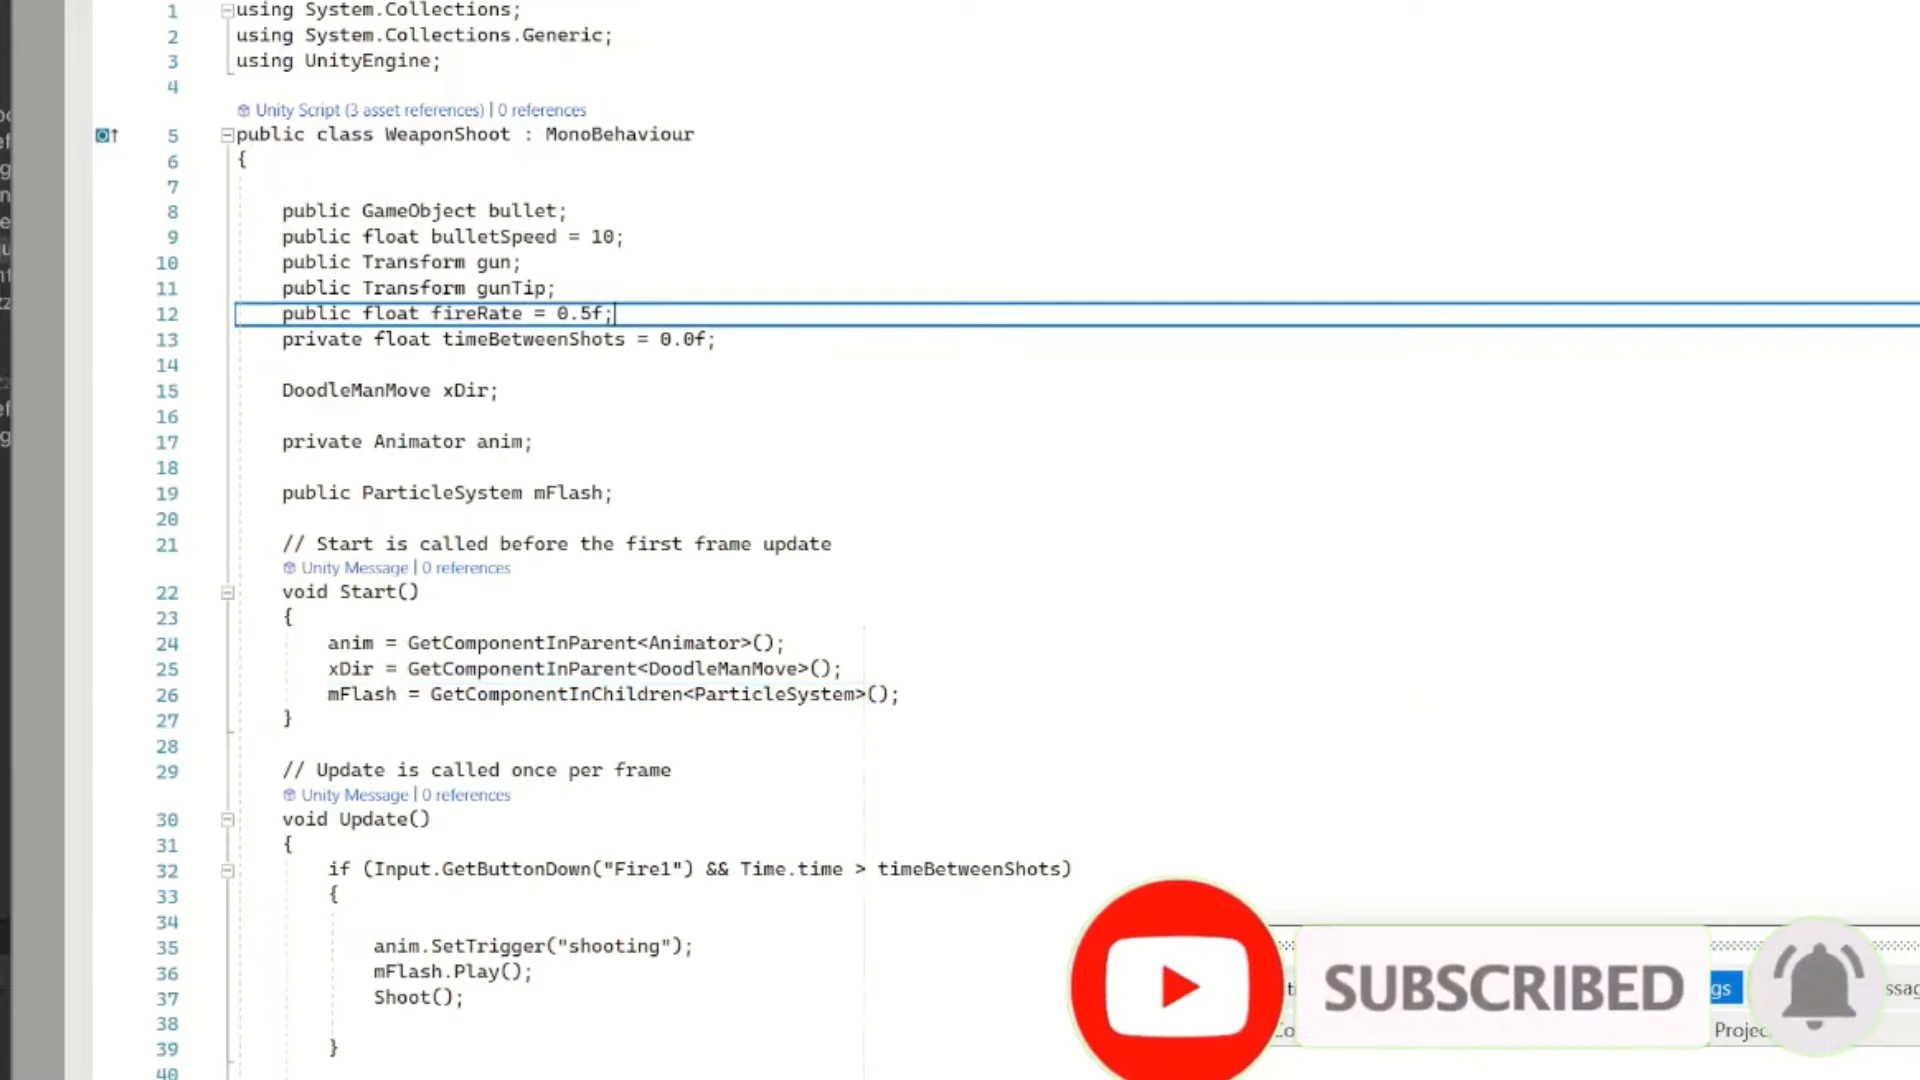 1 using System.Collections;
2 using System.Collections.Generic;
3 using UnityEngine;
4
Unity Script (3 asset references) | 0 references
5 public class WeaponShoot : MonoBehaviour
6 {
7
8 public GameObject bullet;
9 public float bulletSpeed = 10;
10 public Transform gun;
11 public Transform gunTip;
12 public float fireRate = 0.5f;
13 private float timeBetweenShots = 0.0f;
14
15 DoodleManMove xDir;
16
17 private Animator anim;
18
19 public ParticleSystem mFlash;
20
21 // Start is called before the first frame update
Unity Message | 0 references
22 void Start()
23 {
24 anim = GetComponentInParent<Animator>();
25 xDir = GetComponentInParent<DoodleManMove>();
26 mFlash = GetComponentInChildren<ParticleSystem>();
27 }
28
29 // Update is called once per frame
Unity Message | 0 references
30 void Update()
31 {
32 if (Input.GetButtonDown("Fire1") && Time.time > timeBetweenShots)
33 {
34
35 anim.SetTrigger("shooting");
36 mFlash.Play();
37 Shoot();
38
39 }
40
SUBSCRIBED